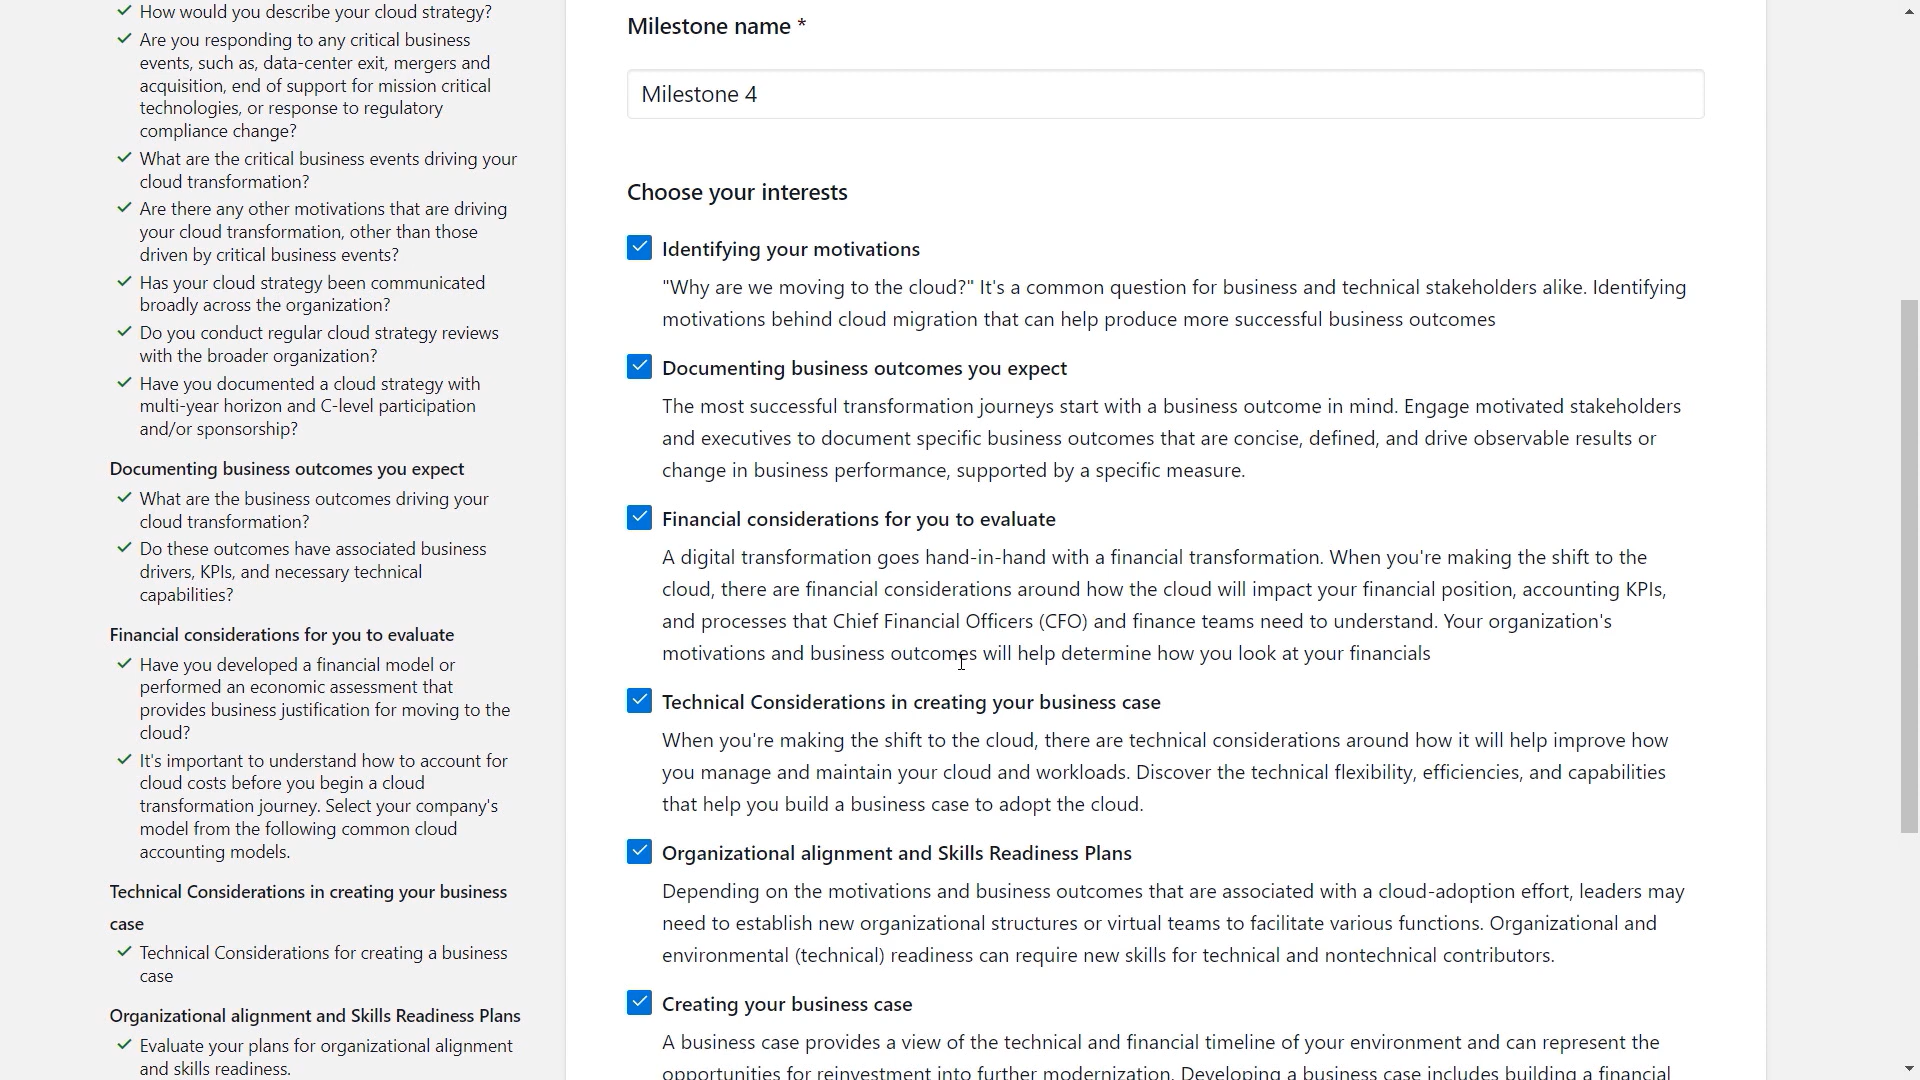 How would you describe your cloud strategy?
Are you responding to any critical business
events, such as, data-center exit, mergers and
acquisition, end of support for mission critical
technologies, or response to regulatory
compliance change?
What are the critical business events driving your
cloud transformation?
Are there any other motivations that are driving
your cloud transformation, other than those
driven by critical business events?
Has your cloud strategy been communicated
broadly across the organization?
Do you conduct regular cloud strategy reviews
with the broader organization?
Have you documented a cloud strategy with
multi-year horizon and C-level participation
and/or sponsorship?
Documenting business outcomes you expect
What are the business outcomes driving your
cloud transformation?
Do these outcomes have associated business
drivers, KPIs, and necessary technical
capabilities?
Financial considerations for you to evaluate
Have you developed a financial model or
performed an economic assessment that
provides business justification for moving to the
cloud?
It's important to understand how to account for
cloud costs before you begin a cloud
transformation journey. Select your company's
model from the following common cloud
accounting models.
Technical Considerations in creating your business
case
Technical Considerations for creating a business
case
Organizational alignment and Skills Readiness Plans
Evaluate your plans for organizational alignment
and skills readiness.
Milestone name *
Milestone 4
Choose your interests
Identifying your motivations
"Why are we moving to the cloud?" It's a common question for business and technical stakeholders alike. Identifying
motivations behind cloud migration that can help produce more successful business outcomes
Documenting business outcomes you expect
The most successful transformation journeys start with a business outcome in mind. Engage motivated stakeholders
and executives to document specific business outcomes that are concise, defined, and drive observable results or
change in business performance, supported by a specific measure.
Financial considerations for you to evaluate
A digital transformation goes hand-in-hand with a financial transformation. When you're making the shift to the
cloud, there are financial considerations around how the cloud will impact your financial position, accounting KPIs,
and processes that Chief Financial Officers (CFO) and finance teams need to understand. Your organization's
motivations and business outcomes will help determine how you look at your financials
Technical Considerations in creating your business case
When you're making the shift to the cloud, there are technical considerations around how it will help improve how
you manage and maintain your cloud and workloads. Discover the technical flexibility, efficiencies, and capabilities
that help you build a business case to adopt the cloud.
Organizational alignment and Skills Readiness Plans
Depending on the motivations and business outcomes that are associated with a cloud-adoption effort, leaders may
need to establish new organizational structures or virtual teams to facilitate various functions. Organizational and
environmental (technical) readiness can require new skills for technical and nontechnical contributors.
Creating your business case
A business case provides a view of the technical and financial timeline of your environment and can represent the
opportunities for reinvestment into further modernization. Developing a business case includes building a financial